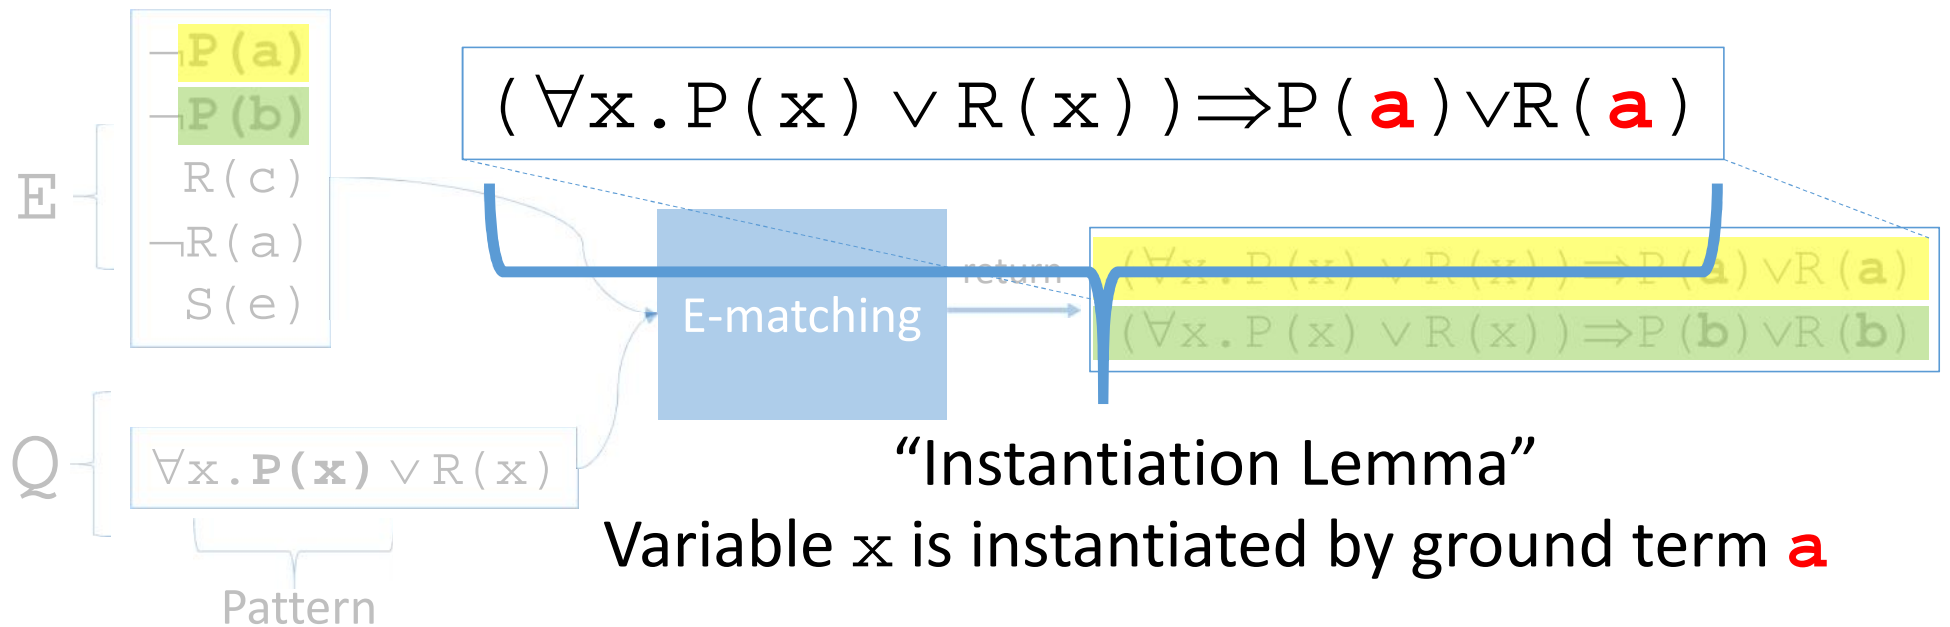 ¬P(a)
¬P(b)
R(c)
¬R(a)
S(e)
E
(∀x.P(x)∨R(x))⇒P(a)∨R(a)
E-matching
return
(∀x.P(x)∨R(x))⇒P(a)∨R(a)
(∀x.P(x)∨R(x))⇒P(b)∨R(b)
Q
∀x.P(x)∨R(x)
Pattern
“Instantiation Lemma”
Variable x is instantiated by ground term a